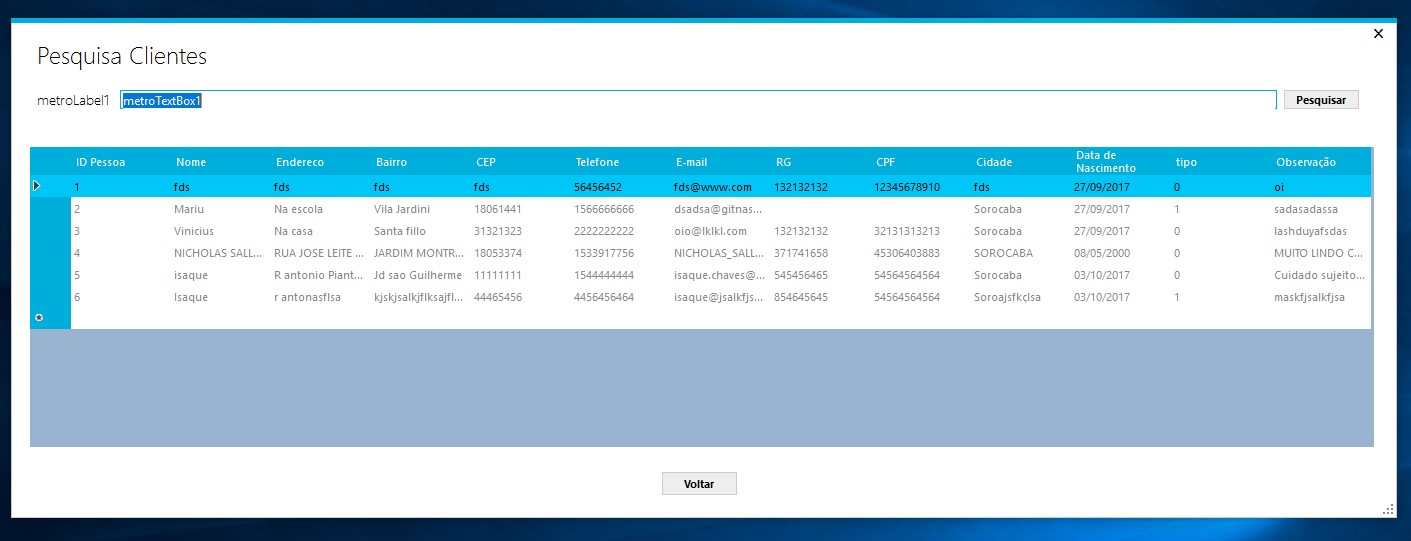 Pesquisa Clientes
metroLabel1 metroTextBox1 Pesquisar
ID Pessoa Nome Endereco Bairro CEP Telefone E-mail RG CPF Cidade Data de Nascimento tipo Observação
1 fds fds fds fds 56456452 fds@www.com 132132132 12345678910 fds 27/09/2017 0 oi
2 Mariu Na escola Vila Jardini 18061441 1566666666 dsadsa@gitnas... Sorocaba 27/09/2017 1 sadasadassa
3 Vinicius Na casa Santa fillo 31321323 2222222222 oio@lklkl.com 132132132 32131313213 Sorocaba 27/09/2017 0 lashduyafsdas
4 NICHOLAS SALL... RUA JOSE LEITE ... JARDIM MONTR... 18053374 1533917756 NICHOLAS_SALL... 371741658 45306403883 SOROCABA 08/05/2000 0 MUITO LINDO C...
5 isaque R antonio Piant... Jd sao Guilherme 11111111 1544444444 isaque.chaves@... 545456465 54564564564 Sorocaba 03/10/2017 0 Cuidado sujeito...
6 Isaque r antonasflsa kjskjsalkjflksajfl... 44465456 4456456464 isaque@jsalkfjs... 854645645 54564564564 Soroajsfkçlsa 03/10/2017 1 maskfjsalkfjsa
Voltar